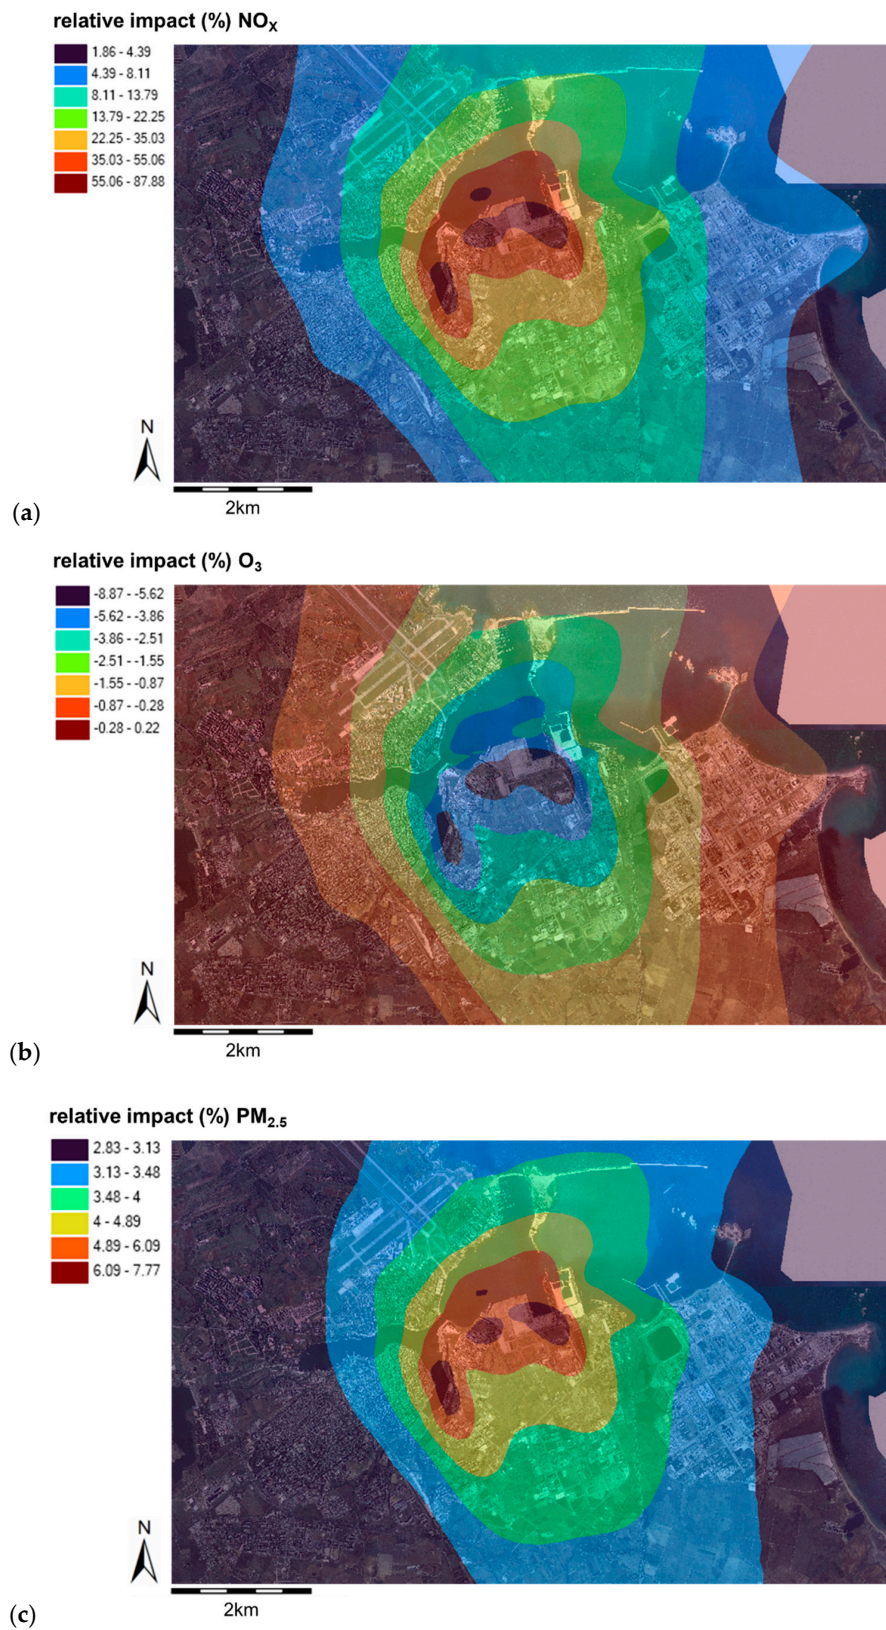 relative impact (%) NOX
1.86 - 4.39
4.39 - 8.11
8.11 - 13.79
13.79 - 22.25
22.25 - 35.03
35.03 - 55.06
55.06 - 87.88
N
2km
(a)
relative impact (%) O3
-8.87 - -5.62
-5.62 - -3.86
-3.86 - -2.51
-2.51 - -1.55
-1.55 - -0.87
-0.87 - -0.28
-0.28 - 0.22
N
2km
(b)
relative impact (%) PM2.5
2.83 - 3.13
3.13 - 3.48
3.48 - 4
4 - 4.89
4.89 - 6.09
6.09 - 7.77
N
2km
(c)